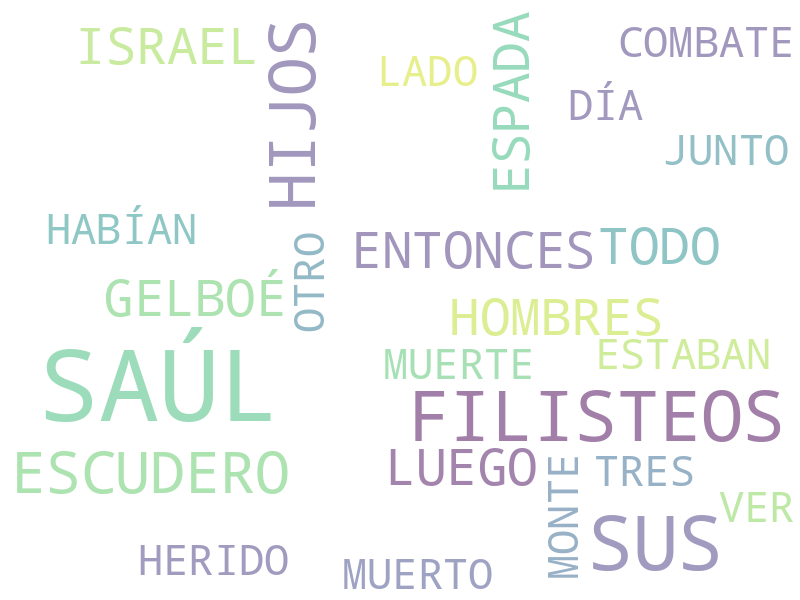 ISRAEL
HIJOS
LADO
ESPADA
COMBATE
DÍA
JUNTO
HABÍAN
OTRO
ENTONCES
TODO
GELBOÉ
HOMBRES
SAÚL
MUERTE
ESTABAN
FILISTEOS
ESCUDERO
LUEGO
MONTE
TRES
VER
SUS
HERIDO
MUERTO